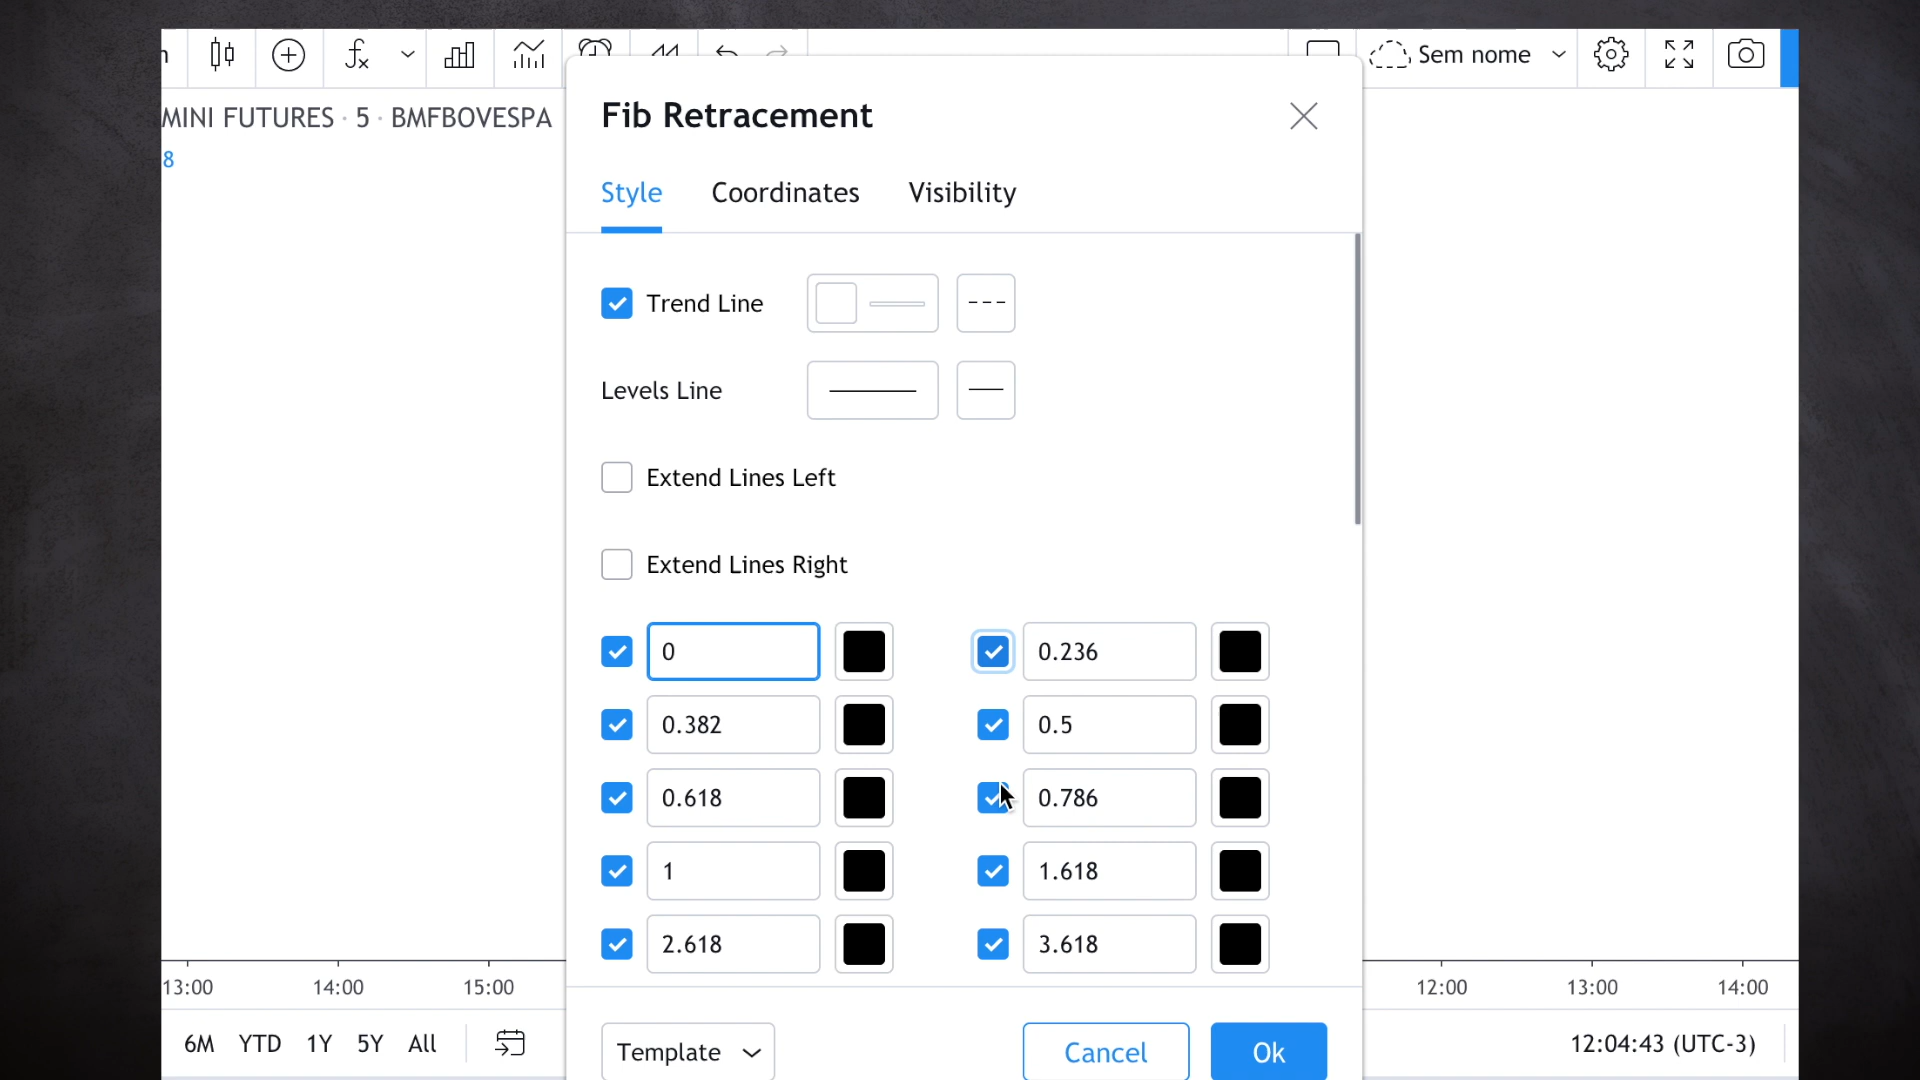 Sem nome
MINI FUTURES · 5 · BMFBOVESPA
8
Fib Retracement
Style Coordinates Visibility
Trend Line
Levels Line
Extend Lines Left
Extend Lines Right
0 0.236
0.382 0.5
0.618 0.786
1 1.618
2.618 3.618
13:00 14:00 15:00 12:00 13:00 14:00
6M YTD 1Y 5Y All 12:04:43 (UTC-3)
Template Cancel Ok